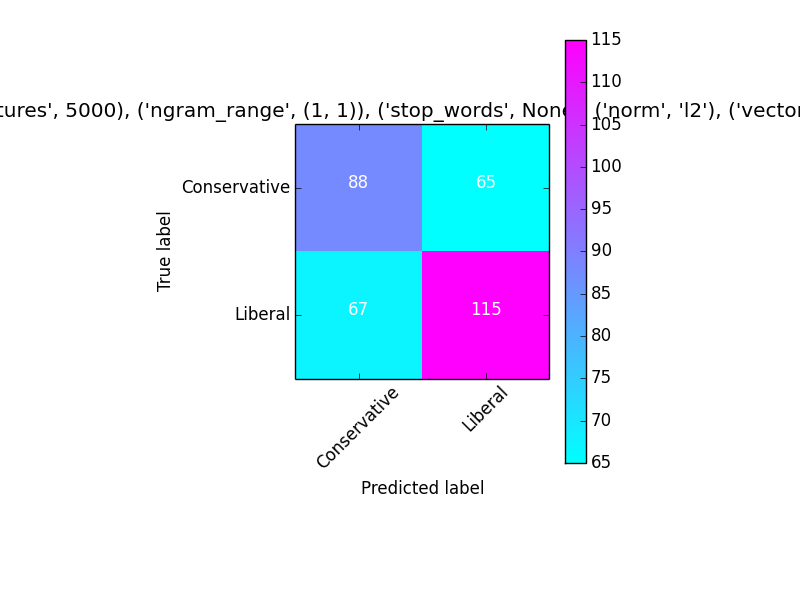 tures', 5000), ('ngram_range', (1, 1)), ('stop_words', None), ('norm', 'l2'), ('vector
True label
Conservative
Liberal
88 65
67 115
Conservative Liberal
Predicted label
115
110
105
100
95
90
85
80
75
70
65